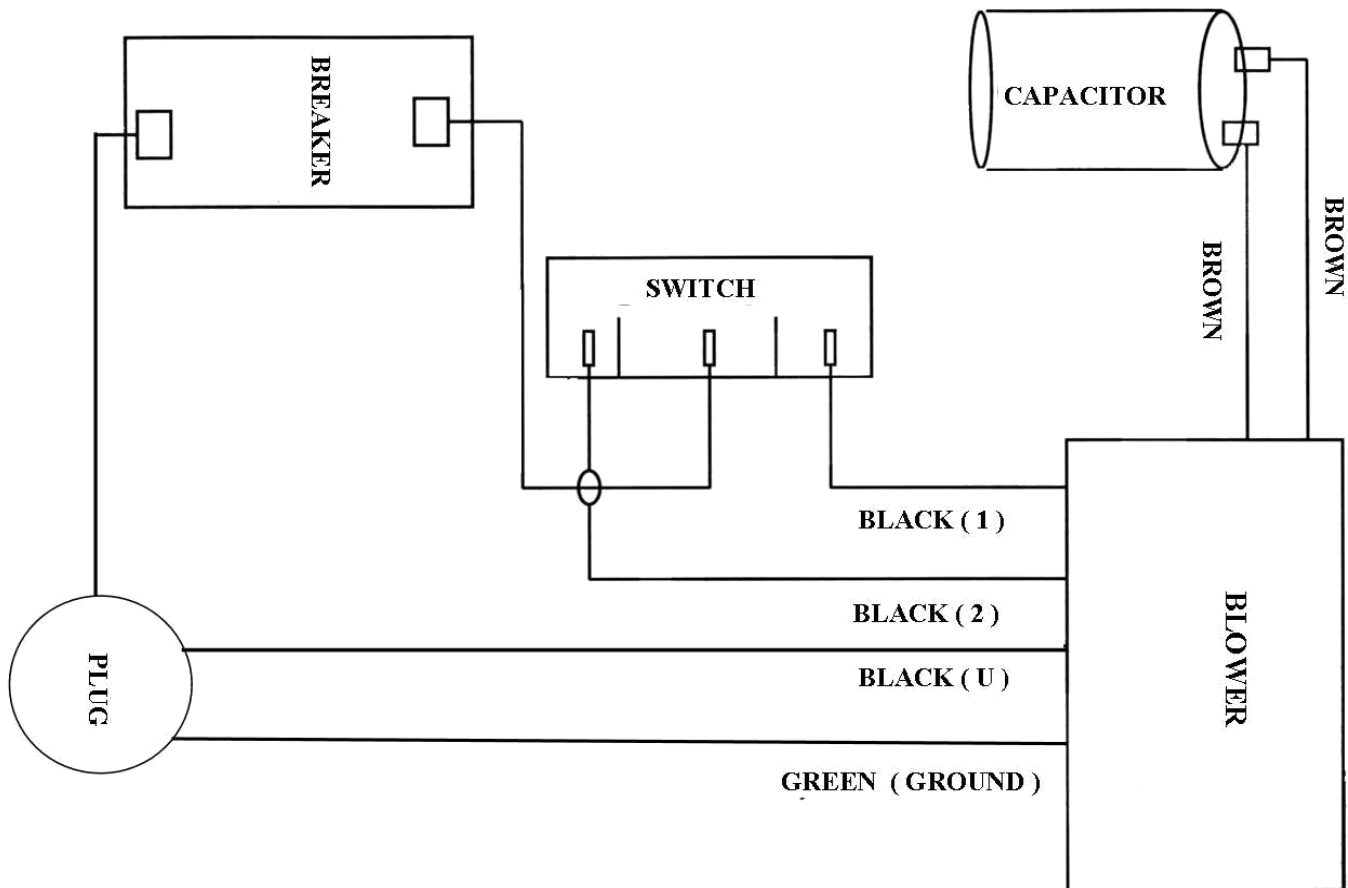 BREAKER
CAPACITOR
BROWN
BROWN
SWITCH
BLACK ( 1 )
BLACK ( 2 )
BLACK ( U )
GREEN ( GROUND )
PLUG
BLOWER